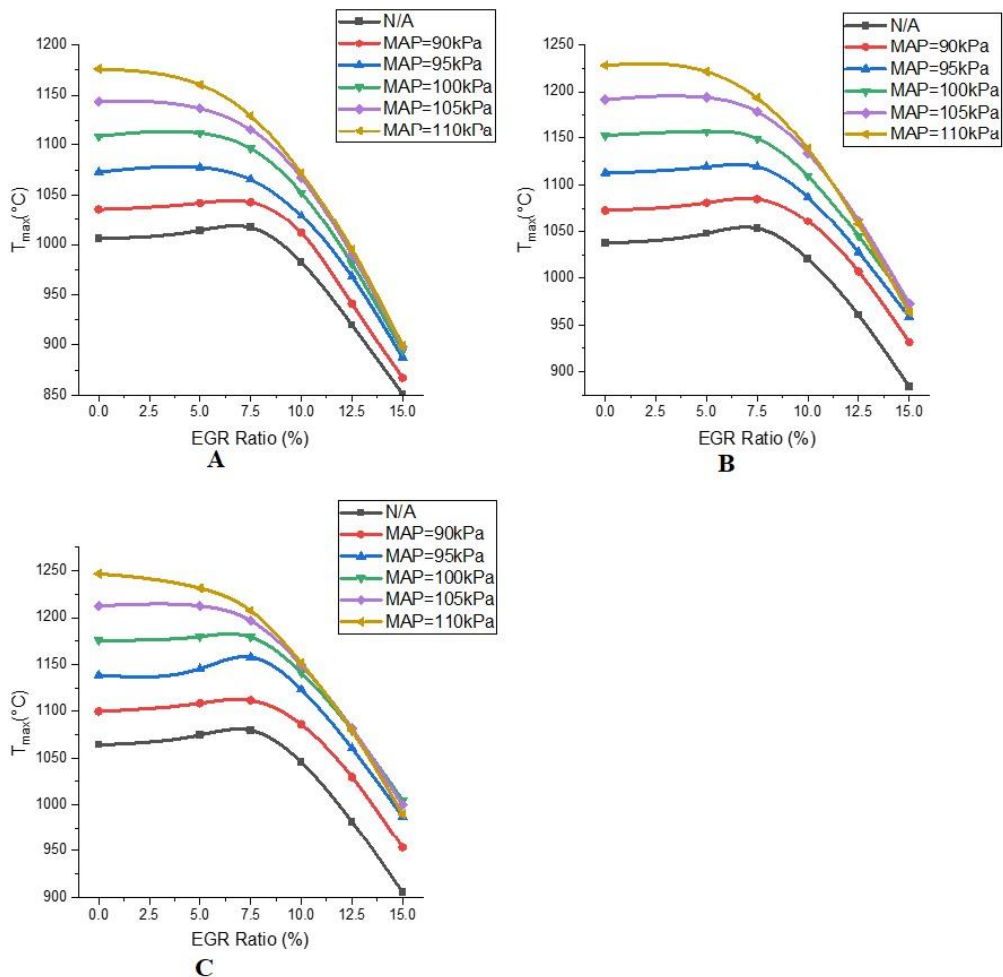 N/A
MAP=90kPa
MAP=95kPa
MAP=100kPa
MAP=105kPa
MAP=110kPa
1200
1150
1100
1050
1000
950
900
850
Tmax(°C)
0.0 2.5 5.0 7.5 10.0 12.5 15.0
EGR Ratio (%)
A
N/A
MAP=90kPa
MAP=95kPa
MAP=100kPa
MAP=105kPa
MAP=110kPa
1250
1200
1150
1100
1050
1000
950
900
Tmax(°C)
0.0 2.5 5.0 7.5 10.0 12.5 15.0
EGR Ratio (%)
B
N/A
MAP=90kPa
MAP=95kPa
MAP=100kPa
MAP=105kPa
MAP=110kPa
1250
1200
1150
1100
1050
1000
950
900
Tmax(°C)
0.0 2.5 5.0 7.5 10.0 12.5 15.0
EGR Ratio (%)
C